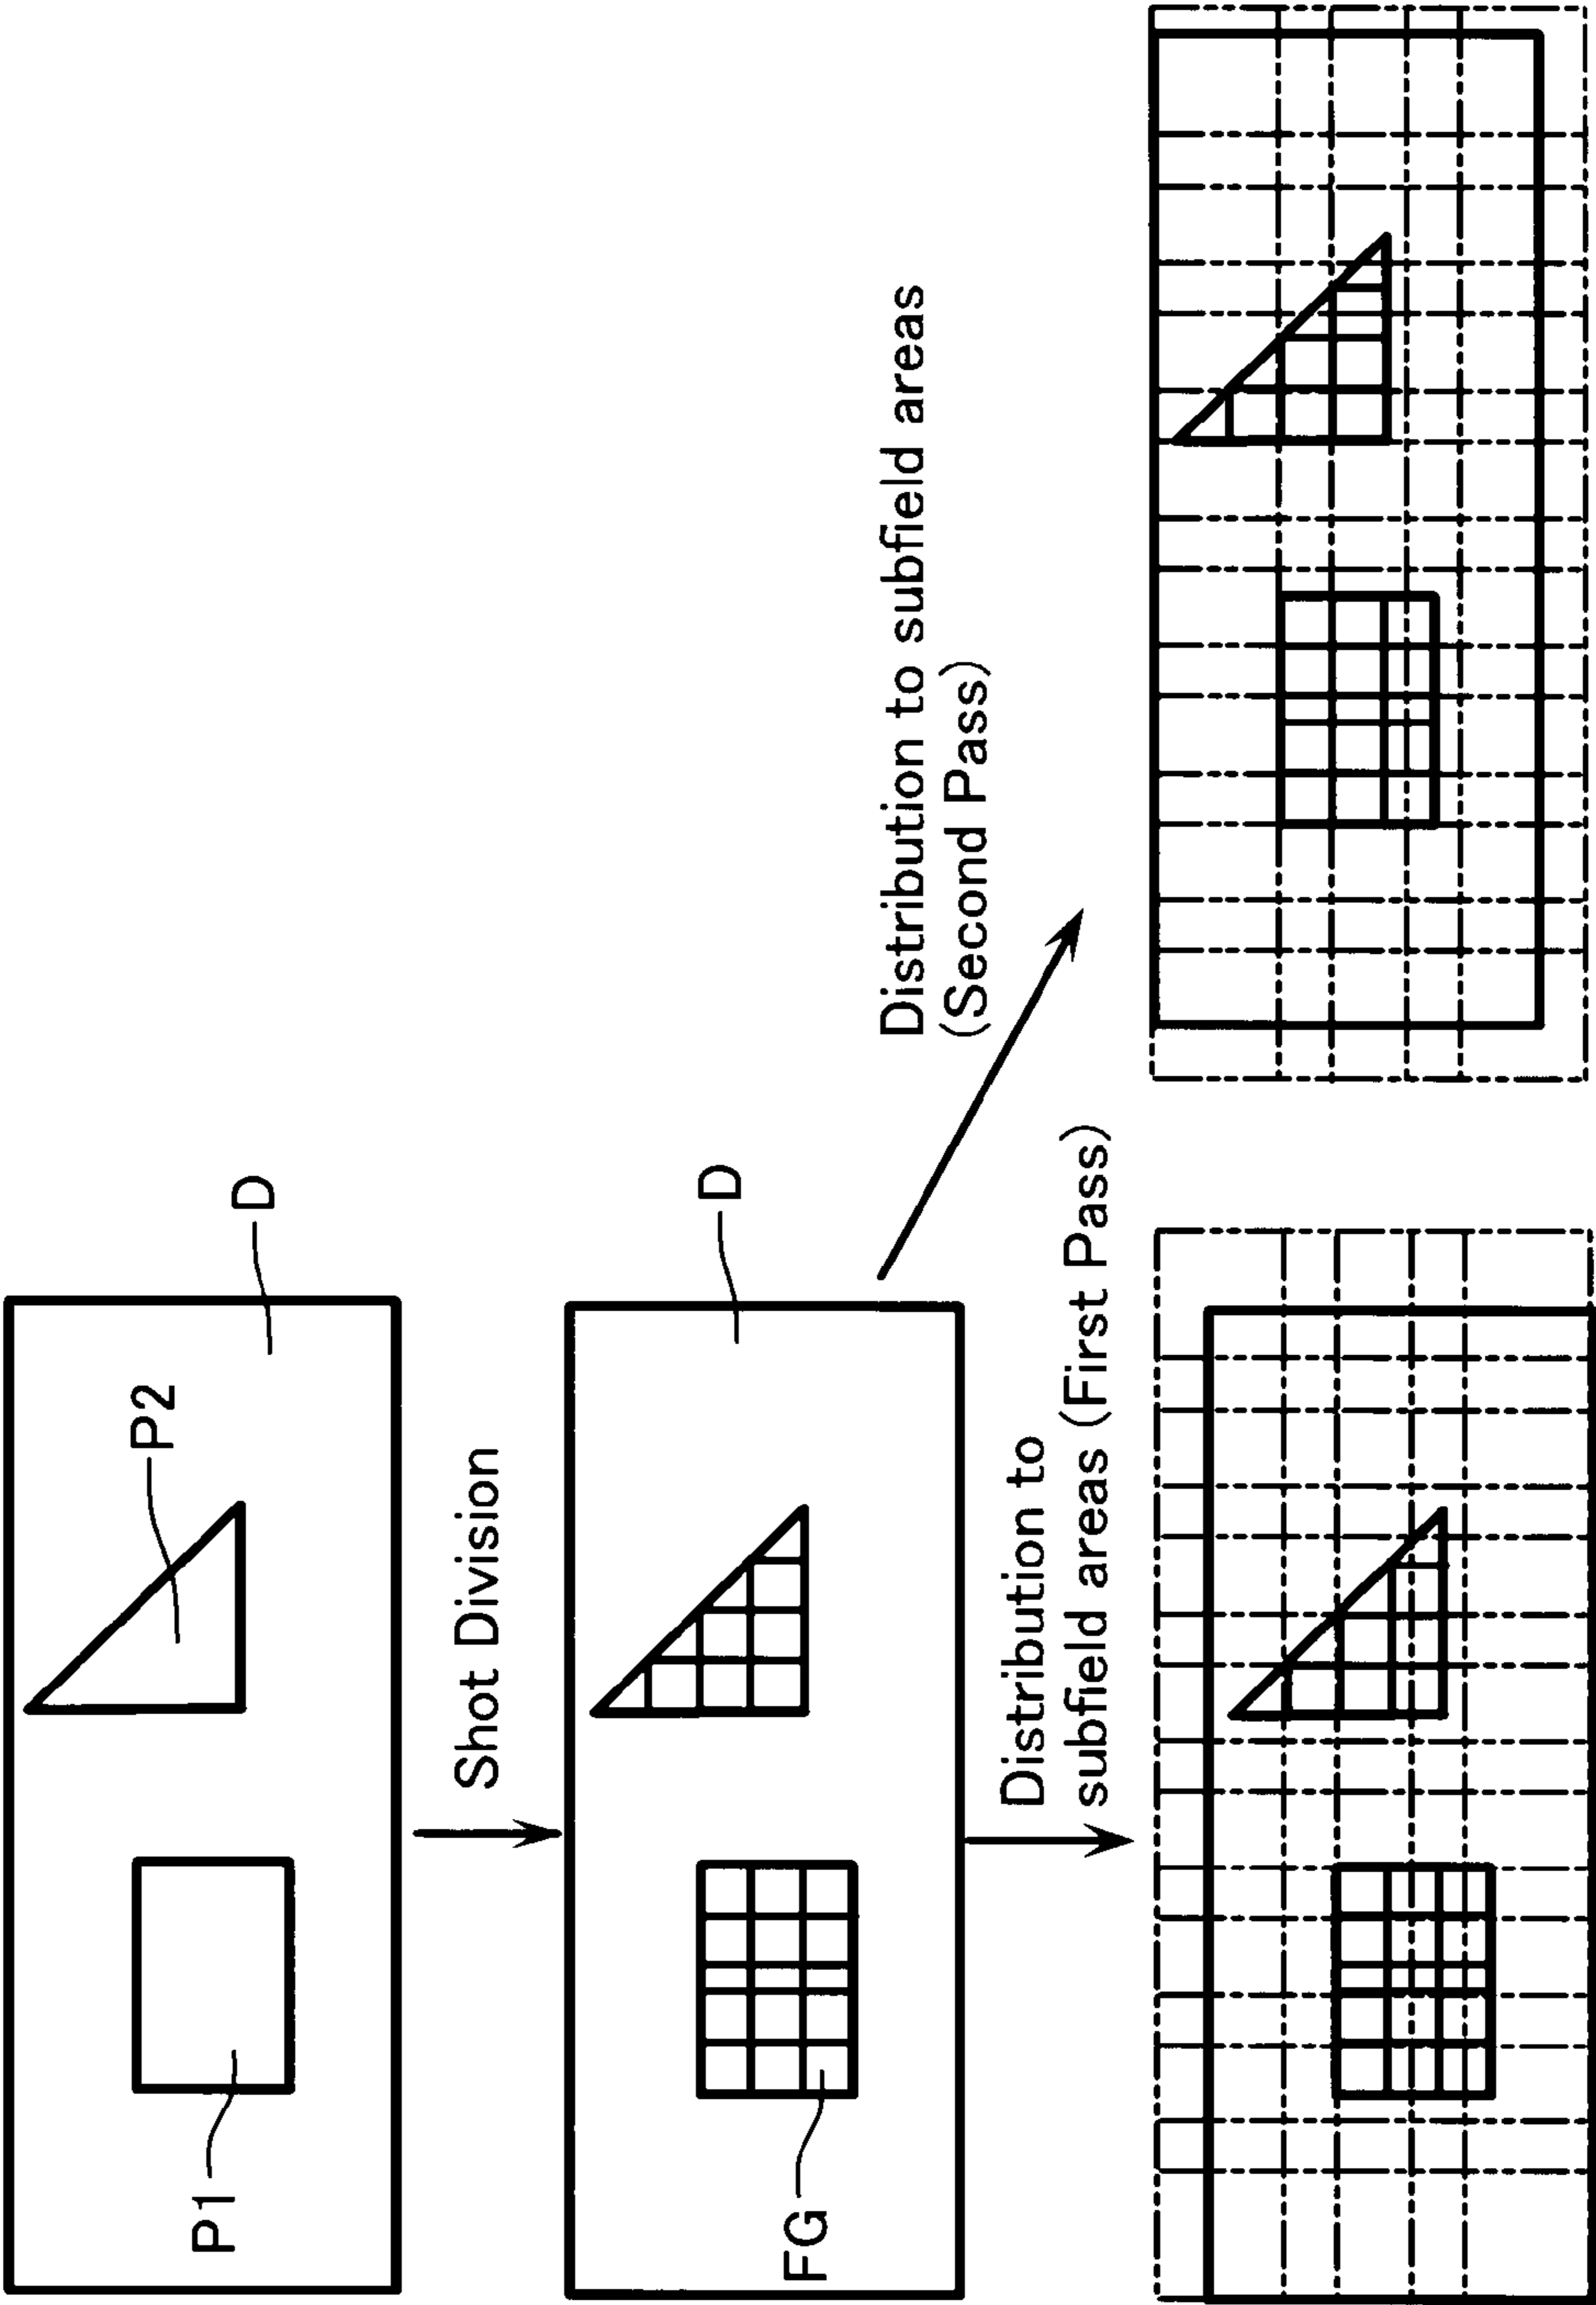 P1
P2
D
Shot Division
FG
D
Distribution to
subfield areas (First Pass)
Distribution to subfield areas
(Second Pass)